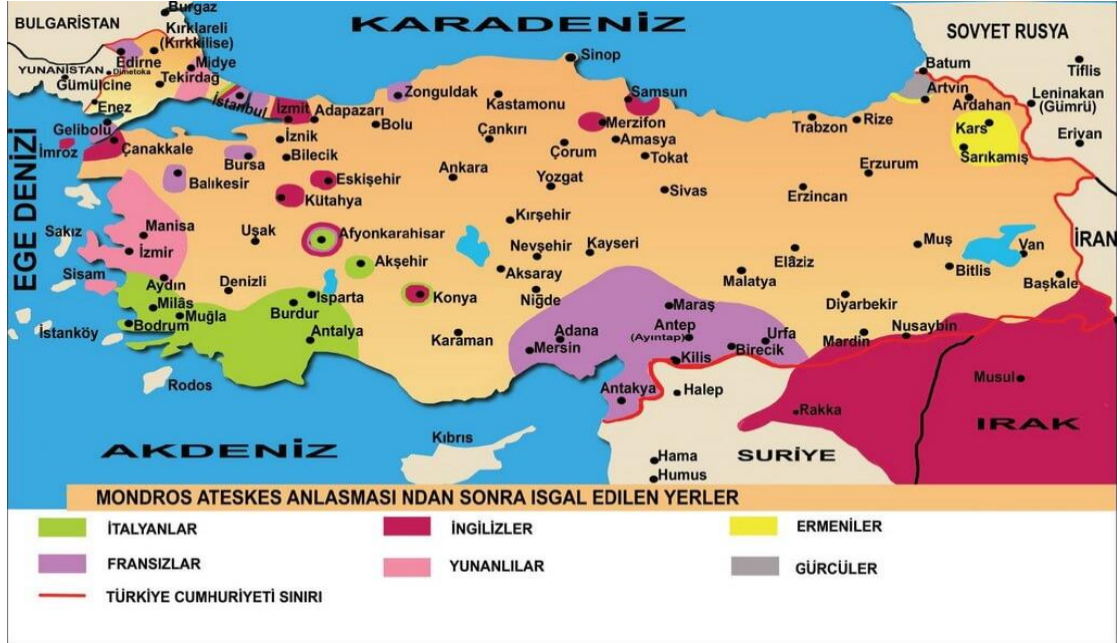 BULGARİSTAN
Burgaz
Kırklareli
(Kırkkilise)
Edirne
YUNANİSTAN
Dimetoka
Midye
Gümülcine
Tekirdağ
Enez
İstanbul
Gelibolu
İmroz
Çanakkale
KARADENİZ
SOVYET RUSYA
Sinop
Batum
Tiflis
Zonguldak
Kastamonu
Samsun
Artvin
Ardahan
Leninakan
(Gümrü)
İzmit
Adapazarı
Bolu
Merzifon
Trabzon
Rize
Kars
Eriyan
İznik
Çankırı
Çorum
Amasya
Bilecik
Bursa
Tokat
Sarıkamış
Ankara
Yozgat
Erzurum
Balıkesir
Eskişehir
Kütahya
Sivas
Erzincan
EGE DENİZİ
Sakız
Manisa
İzmir
Uşak
Afyonkarahisar
Kırşehir
Nevşehir
Kayseri
Elâziz
Muş
Van
İRAN
Sisam
Akşehir
Aksaray
Bitlis
Başkale
Aydın
Denizli
Isparta
Konya
Niğde
Malatya
Diyarbekir
Milâs
Muğla
Burdur
Maraş
Bodrum
İstanköy
Antalya
Karâman
Adana
Mersin
Antep
(Ayıntap)
Urfa
Birecik
Mardin
Nusaybin
Kilis
Rodos
Antakya
Halep
Musul
Rakka
IRAK
Kıbrıs
AKDENİZ
Hama
Humus
SURİYE
MONDROS ATESKES ANLASMASI NDAN SONRA ISGAL EDILEN YERLER
İTALYANLAR
İNGİLİZLER
ERMENİLER
FRANSIZLAR
YUNANLILAR
GÜRCÜLER
TÜRKİYE CUMHURİYETİ SINIRI